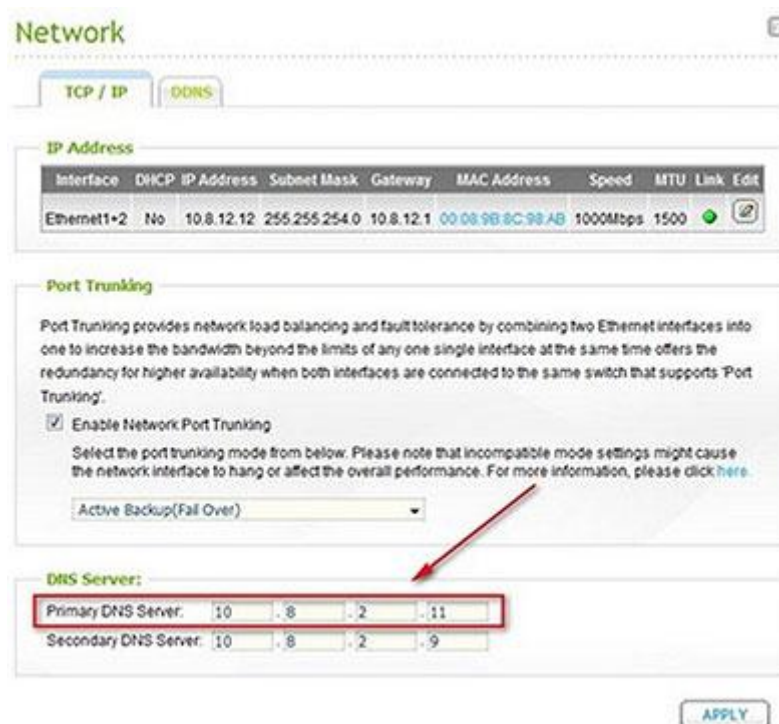 Network
TCP / IP DDNS
IP Address
Interface DHCP IP Address Subnet Mask Gateway MAC Address Speed MTU Link Edit
Ethernet1+2 No 10.8.12.12 255.255.254.0 10.8.12.1 00:08:9B:8C:98:AB 1000Mbps 1500
Port Trunking
Port Trunking provides network load balancing and fault tolerance by combining two Ethernet interfaces into
one to increase the bandwidth beyond the limits of any one single interface at the same time offers the
redundancy for higher availability when both interfaces are connected to the same switch that supports 'Port
Trunking'.
Enable Network Port Trunking
Select the port trunking mode from below. Please note that incompatible mode settings might cause
the network interface to hang or affect the overall performance. For more information, please click here.
Active Backup(Fail Over)
DNS Server:
Primary DNS Server: 10 . 8 . 2 . 11
Secondary DNS Server: 10 . 8 . 2 . 9
APPLY